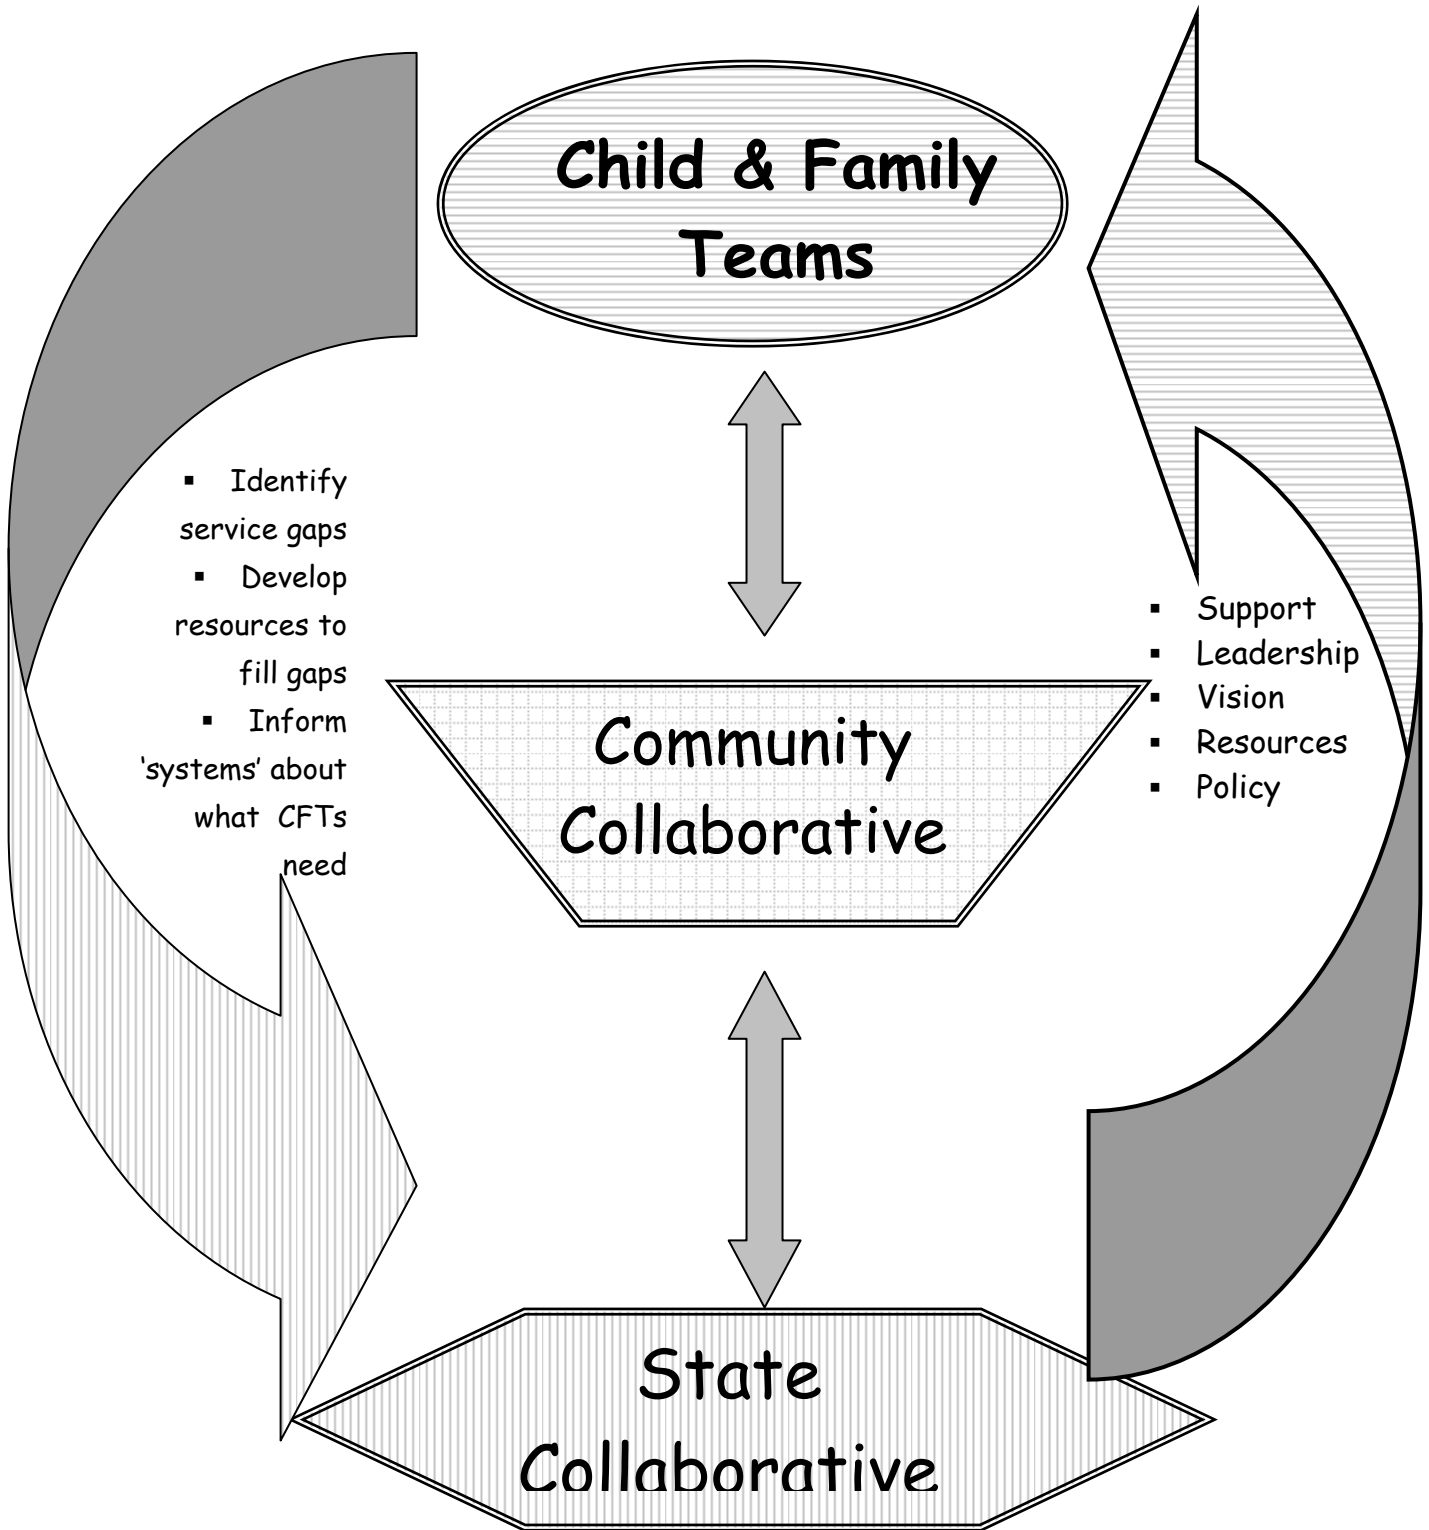 Child & Family
Teams
▪ Identify
service gaps
▪ Develop
resources to
fill gaps
▪ Inform
‘systems’ about
what CFTs
need
▪ Support
▪ Leadership
▪ Vision
▪ Resources
▪ Policy
Community
Collaborative
State
Collaborative